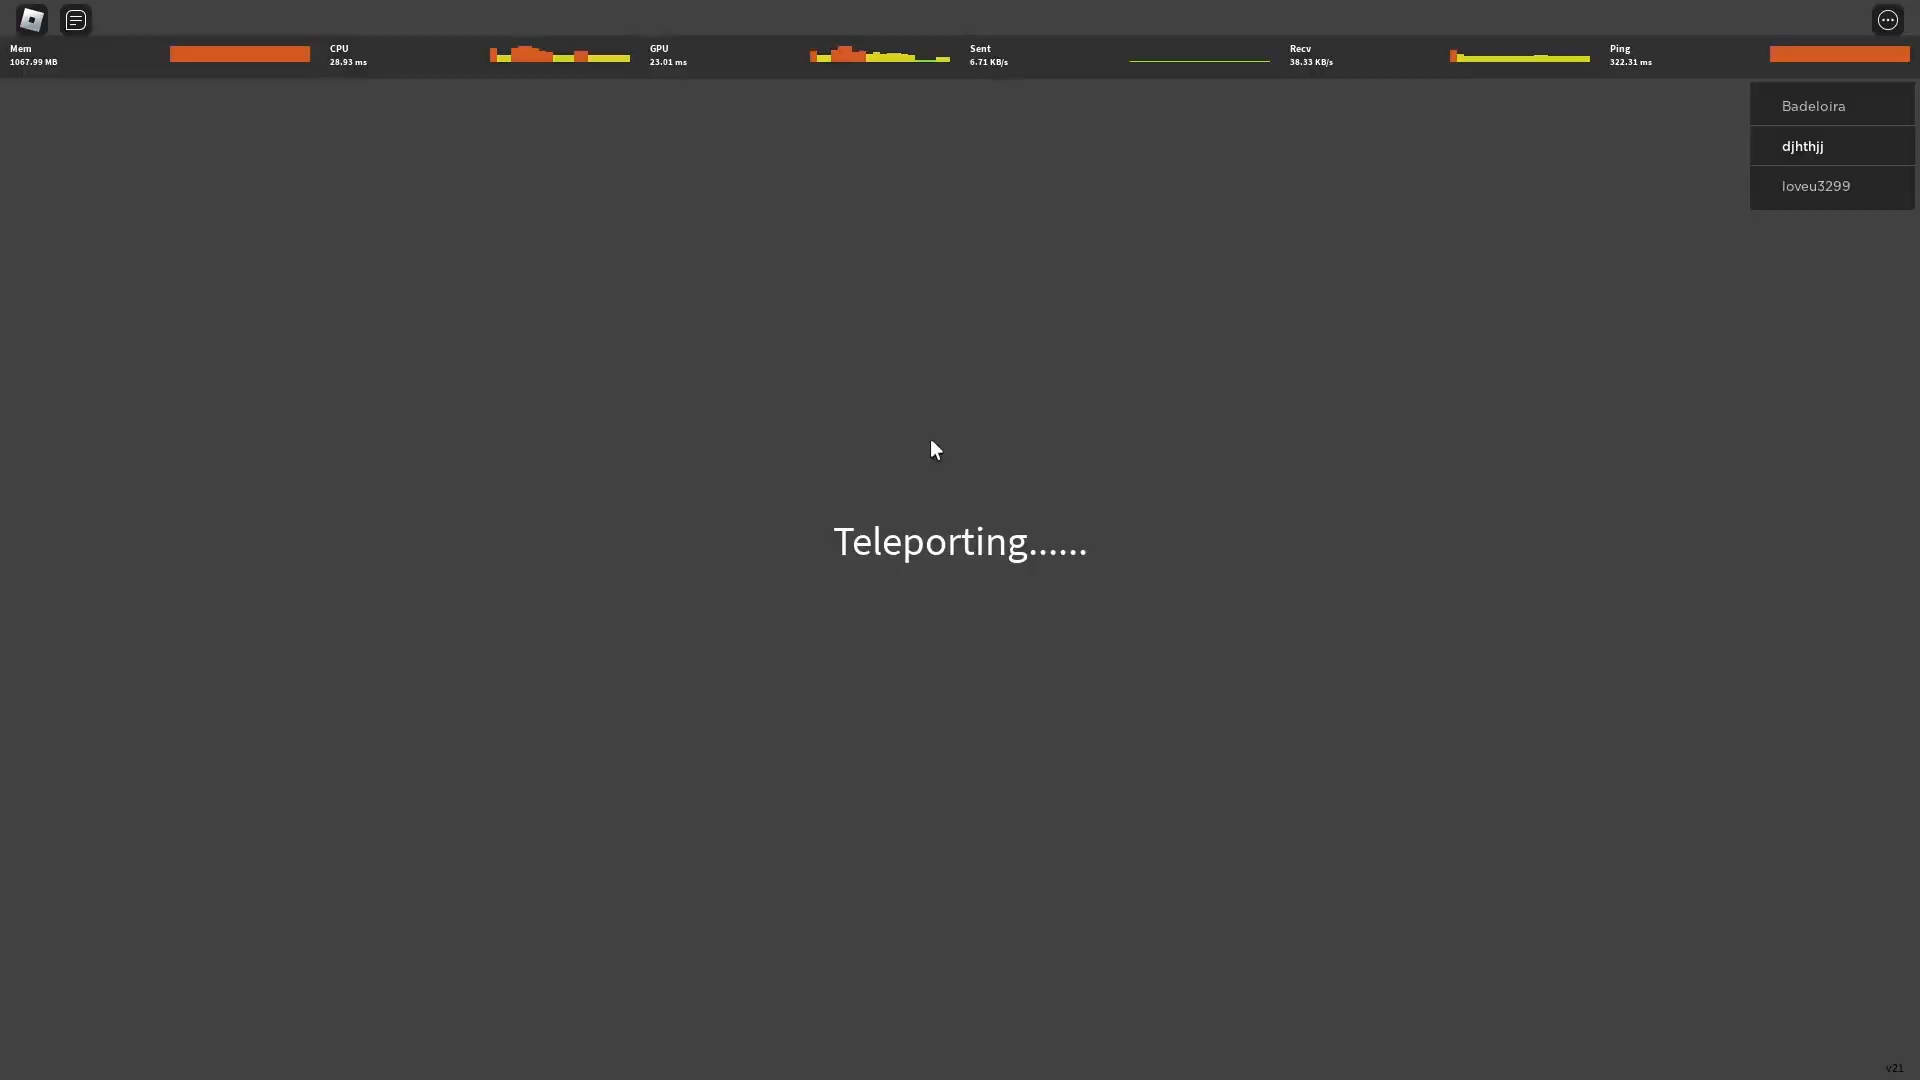 Mem
1067.99 MB
CPU
28.93 ms
GPU
23.01 ms
Sent
6.71 KB/s
Recv
38.33 KB/s
Ping
322.31 ms
Badeloira
djhthjj
loveu3299
Teleporting......
v21